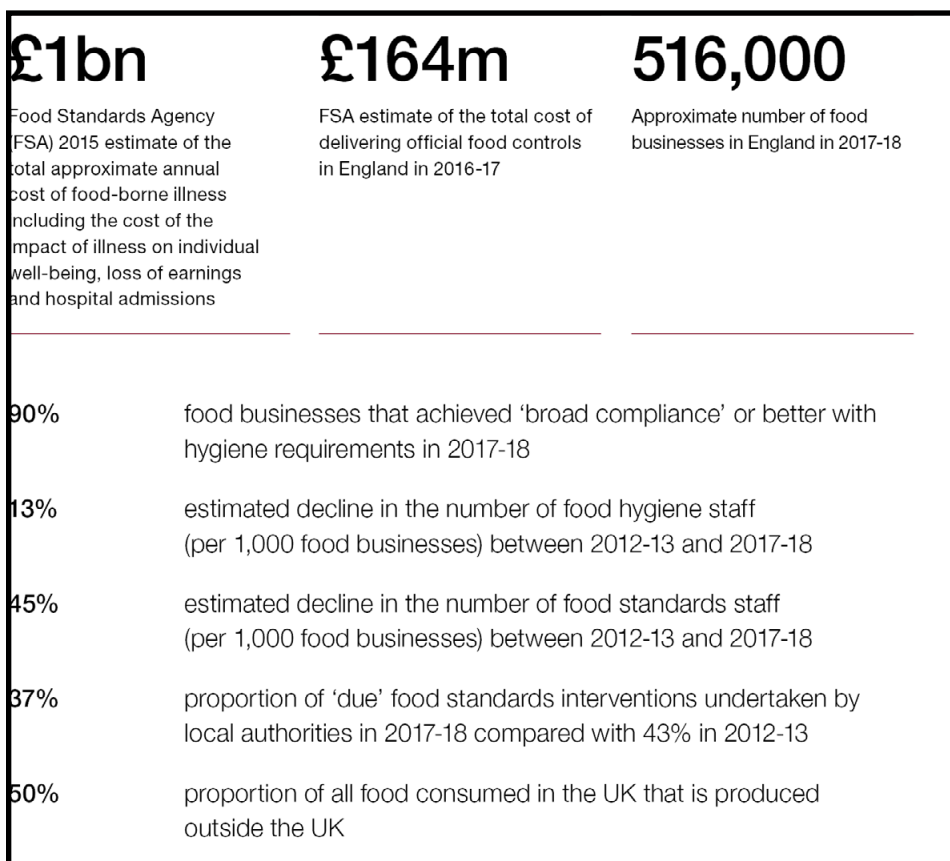 £1bn
Food Standards Agency
(FSA) 2015 estimate of the
total approximate annual
cost of food-borne illness
including the cost of the
impact of illness on individual
well-being, loss of earnings
and hospital admissions
£164m
FSA estimate of the total cost of
delivering official food controls
in England in 2016-17
516,000
Approximate number of food
businesses in England in 2017-18
90% food businesses that achieved ‘broad compliance’ or better with
hygiene requirements in 2017-18
13% estimated decline in the number of food hygiene staff
(per 1,000 food businesses) between 2012-13 and 2017-18
45% estimated decline in the number of food standards staff
(per 1,000 food businesses) between 2012-13 and 2017-18
37% proportion of ‘due’ food standards interventions undertaken by
local authorities in 2017-18 compared with 43% in 2012-13
50% proportion of all food consumed in the UK that is produced
outside the UK